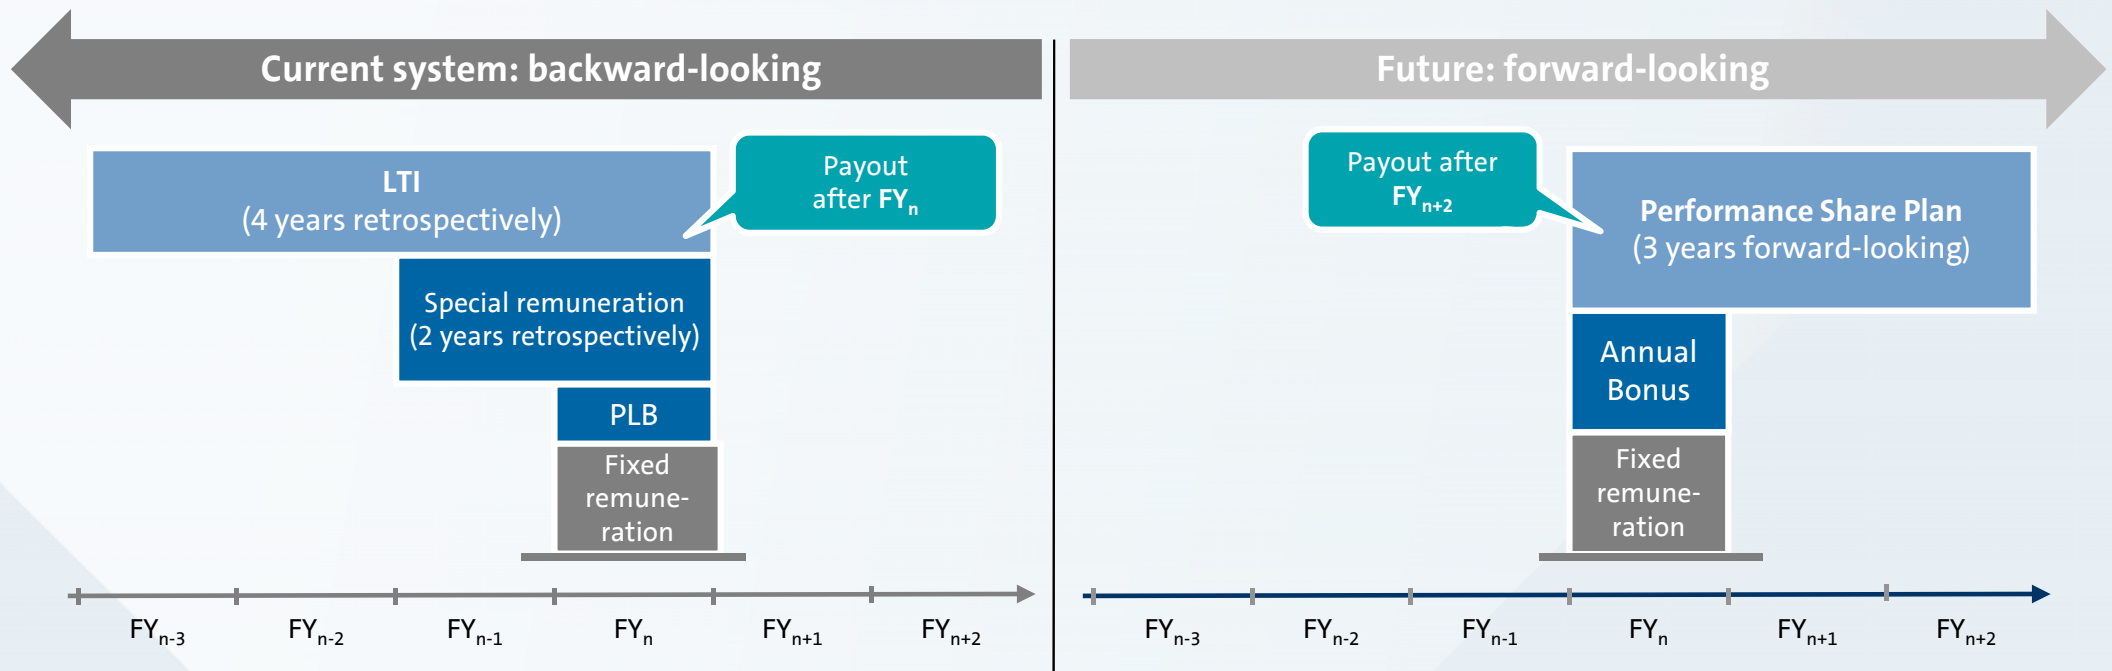 Current system: backward-looking
LTI
(4 years retrospectively)
Payout
after FYn
Special remuneration
(2 years retrospectively)
PLB
Fixed
remune-
ration
FYn-3 FYn-2 FYn-1 FYn FYn+1 FYn+2
Future: forward-looking
Payout after
FYn+2
Performance Share Plan
(3 years forward-looking)
Annual
Bonus
Fixed
remune-
ration
FYn-3 FYn-2 FYn-1 FYn FYn+1 FYn+2